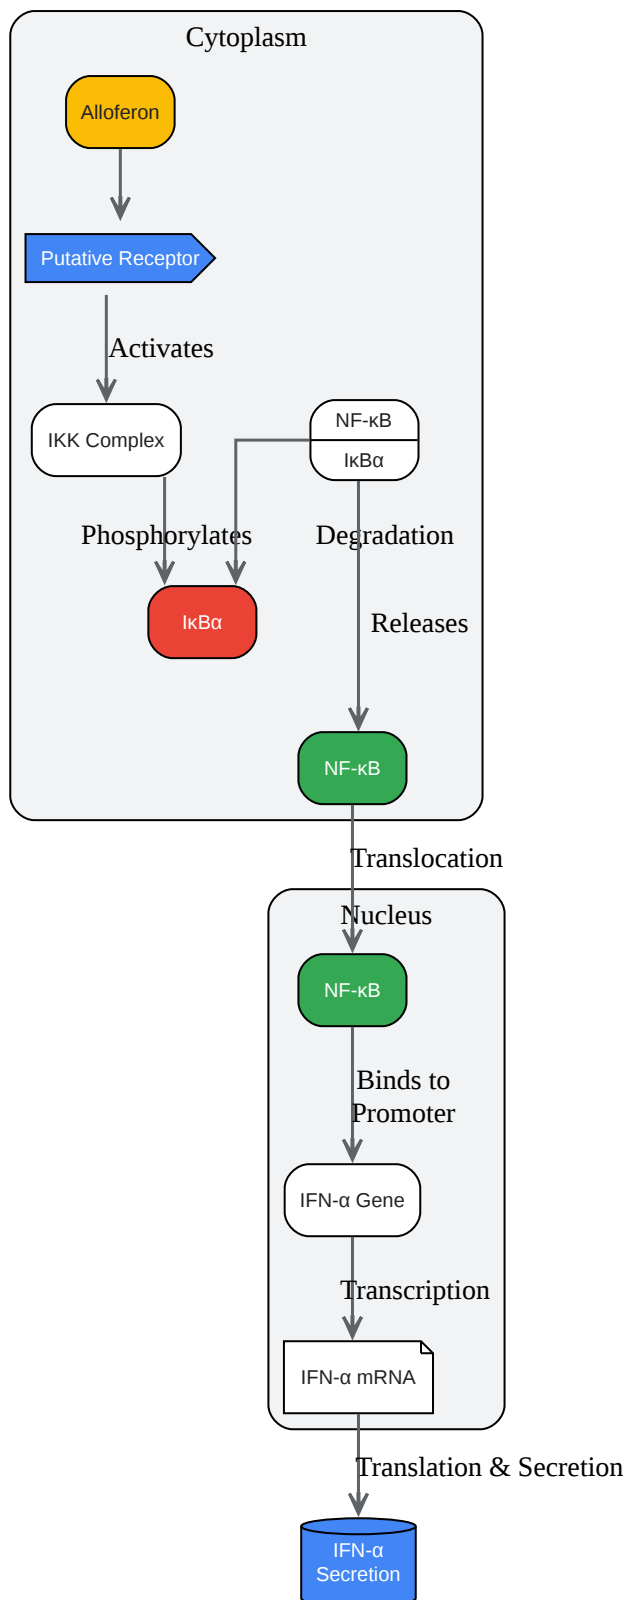 Cytoplasm
Alloferon
Putative Receptor
Activates
IKK Complex
NF-κB
IκBα
Phosphorylates
Degradation
IκBα
Releases
NF-κB
Translocation
Nucleus
NF-κB
Binds to
Promoter
IFN-α Gene
Transcription
IFN-α mRNA
Translation & Secretion
IFN-α
Secretion